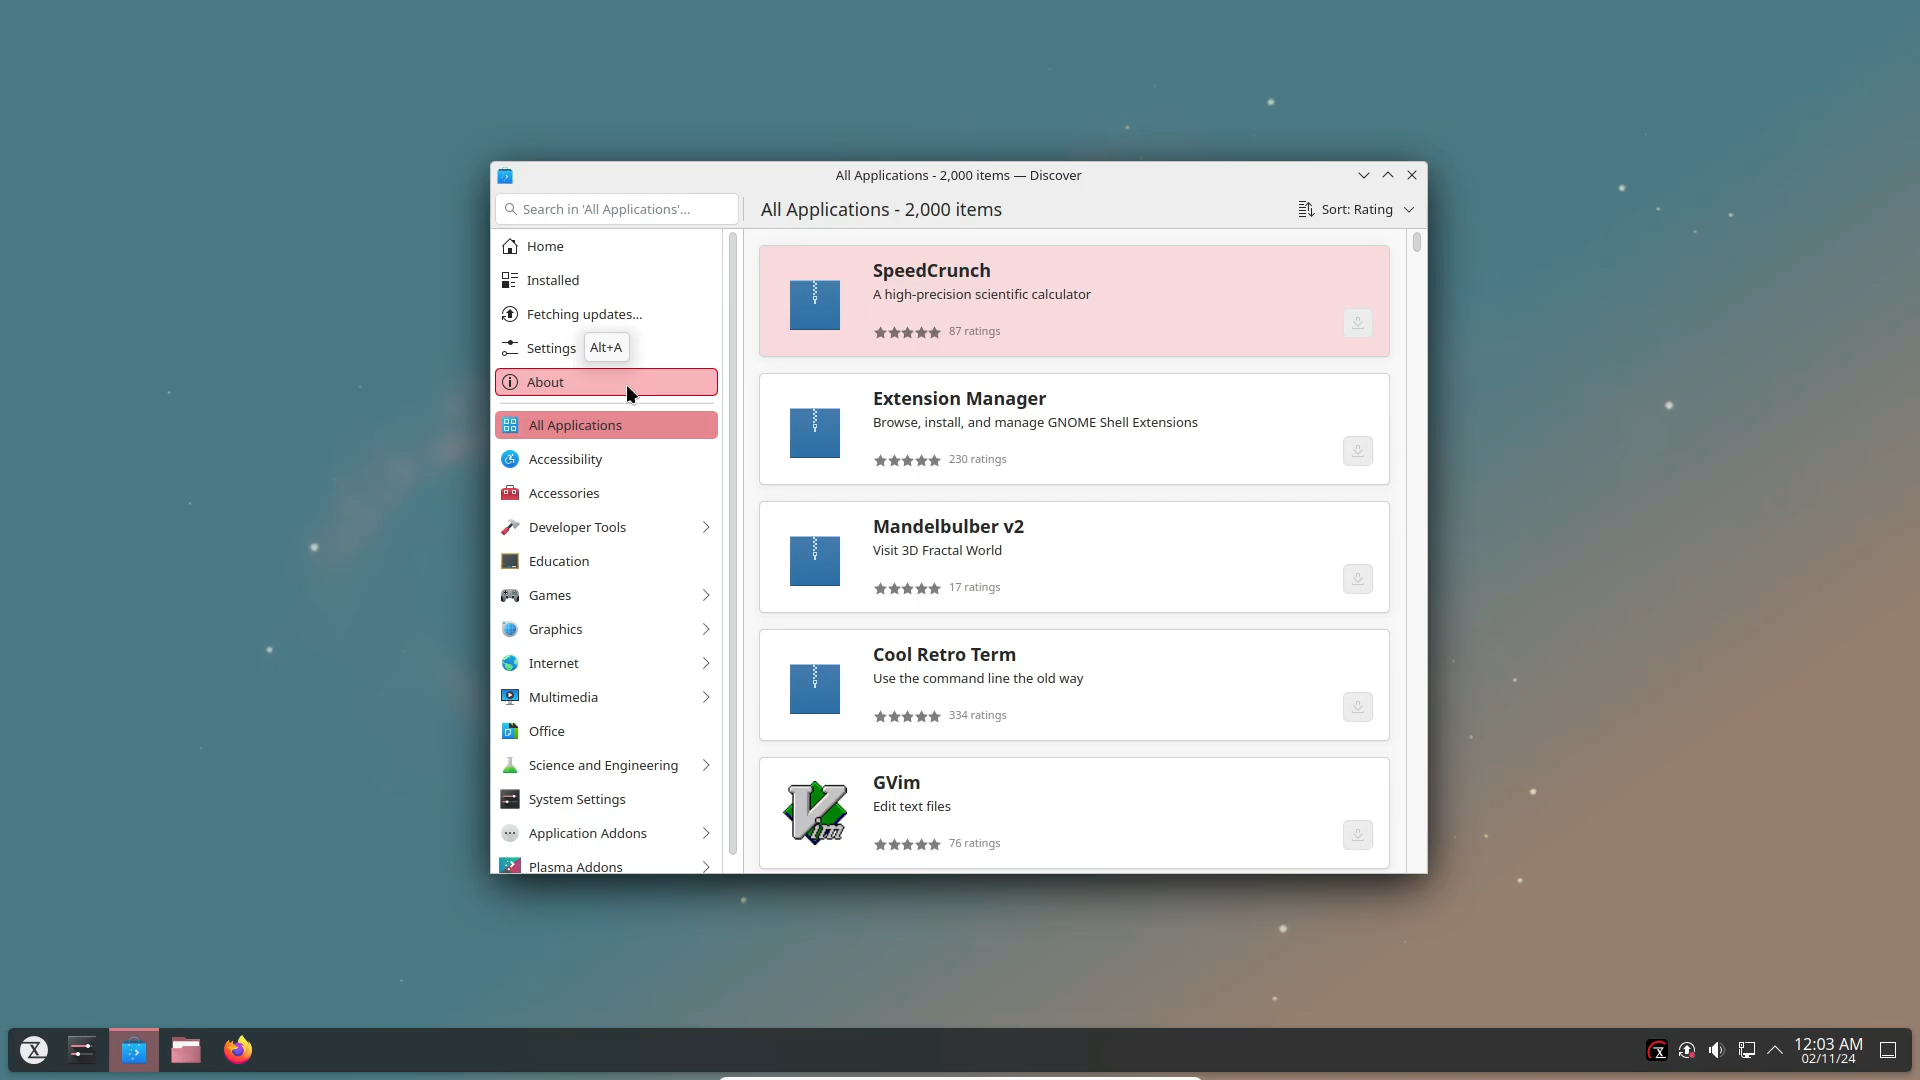 All Applications - 2,000 items — Discover
Search in 'All Applications'...
All Applications - 2,000 items
Sort: Rating
Home
Installed
Fetching updates...
Settings
Alt+A
About
All Applications
Accessibility
Accessories
Developer Tools
Education
Games
Graphics
Internet
Multimedia
Office
Science and Engineering
System Settings
Application Addons
Plasma Addons
SpeedCrunch
A high-precision scientific calculator
87 ratings
Extension Manager
Browse, install, and manage GNOME Shell Extensions
230 ratings
Mandelbulber v2
Visit 3D Fractal World
17 ratings
Cool Retro Term
Use the command line the old way
334 ratings
Vim
GVim
Edit text files
76 ratings
12:03 AM
02/11/24